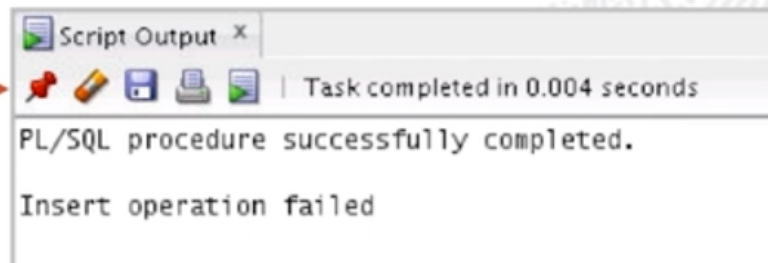 Script Output x
Task completed in 0.004 seconds
PL/SQL procedure successfully completed.
Insert operation failed